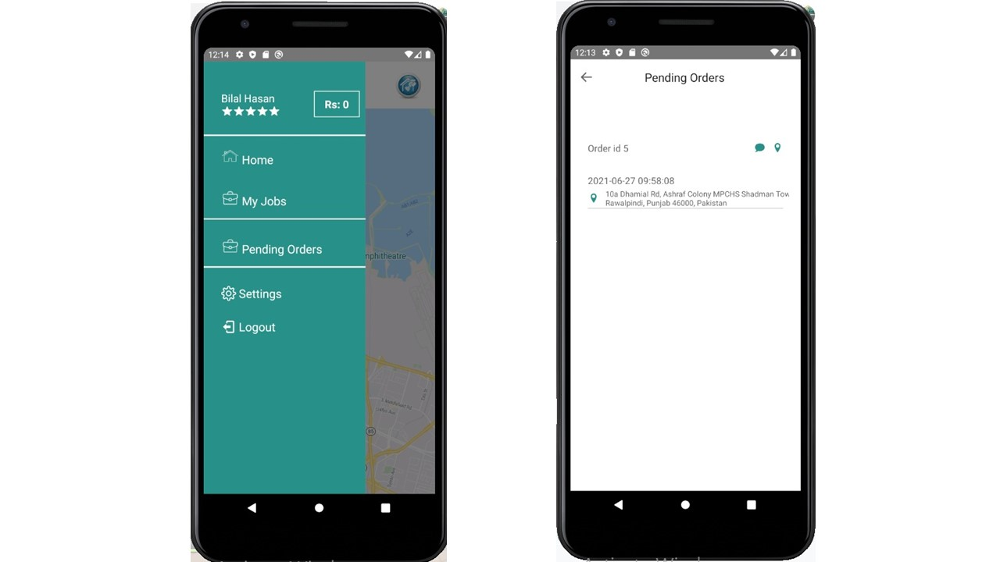 12:14
Bilal Hasan
Rs: 0
Home
My Jobs
Pending Orders
Settings
Logout
nphitheatre
85
12:13
Pending Orders
Order id 5
2021-06-27 09:58:08
10a Dhamial Rd, Ashraf Colony MPCHS Shadman Tow
Rawalpindi, Punjab 46000, Pakistan